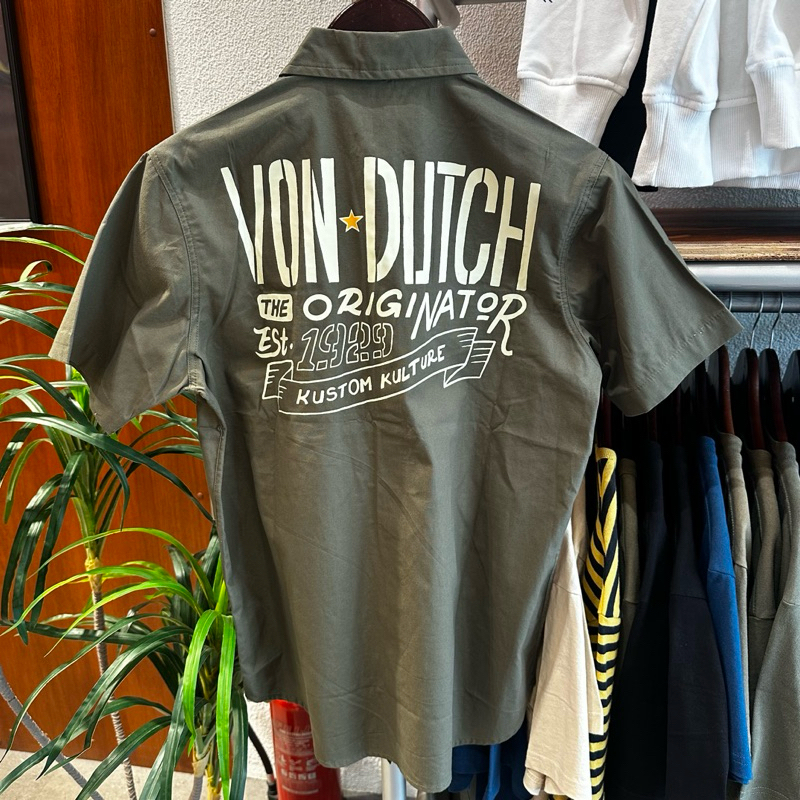 VON DUTCH
THE ORIGINATOR
Est. 1929
KUSTOM KULTURE